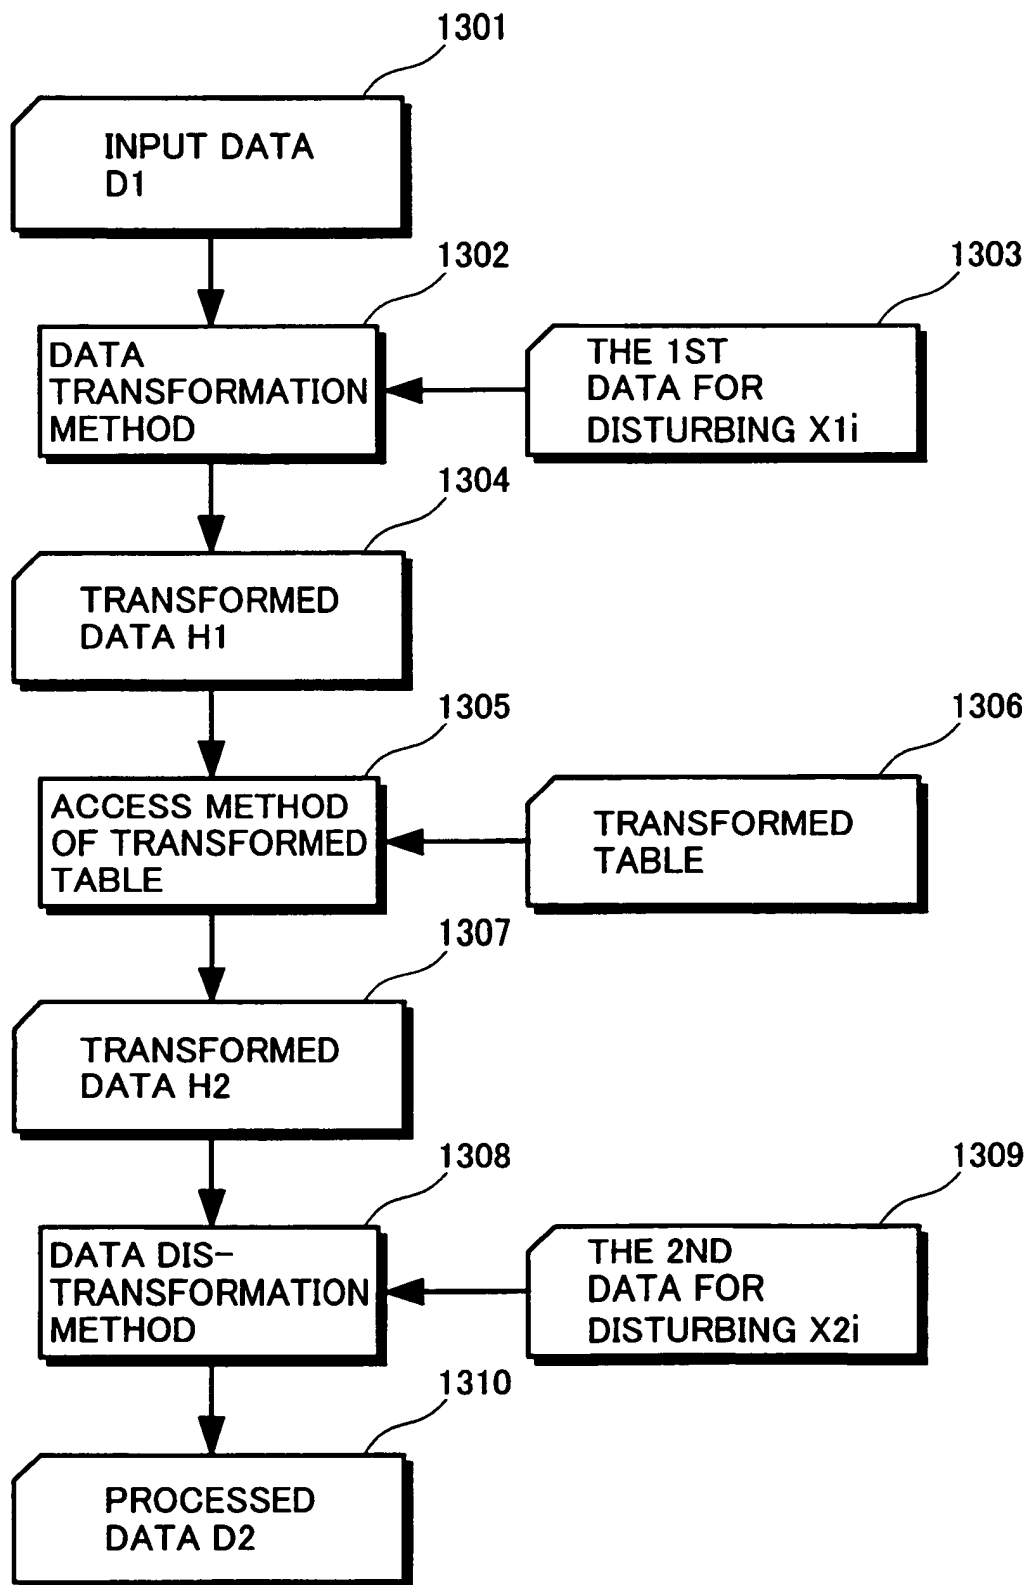 1301
INPUT DATA
D1
1302
DATA
TRANSFORMATION
METHOD
1303
THE 1ST
DATA FOR
DISTURBING X1i
1304
TRANSFORMED
DATA H1
1305
ACCESS METHOD
OF TRANSFORMED
TABLE
1306
TRANSFORMED
TABLE
1307
TRANSFORMED
DATA H2
1308
DATA DIS-
TRANSFORMATION
METHOD
1309
THE 2ND
DATA FOR
DISTURBING X2i
1310
PROCESSED
DATA D2